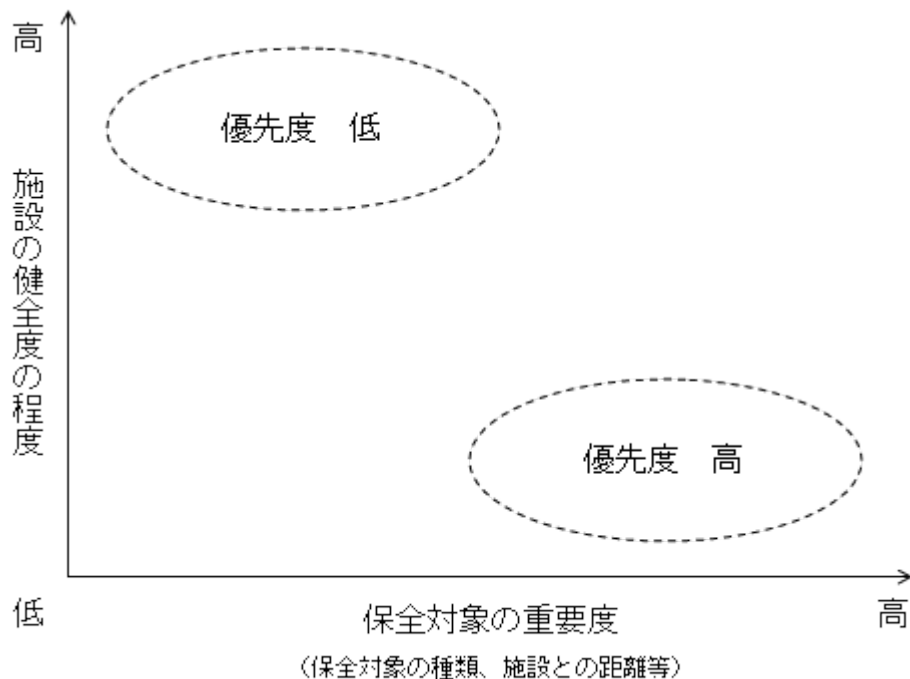 高
優先度 低
施設の健全度の程度
優先度 高
低
保全対象の重要度
高
(保全対象の種類、施設との距離等)